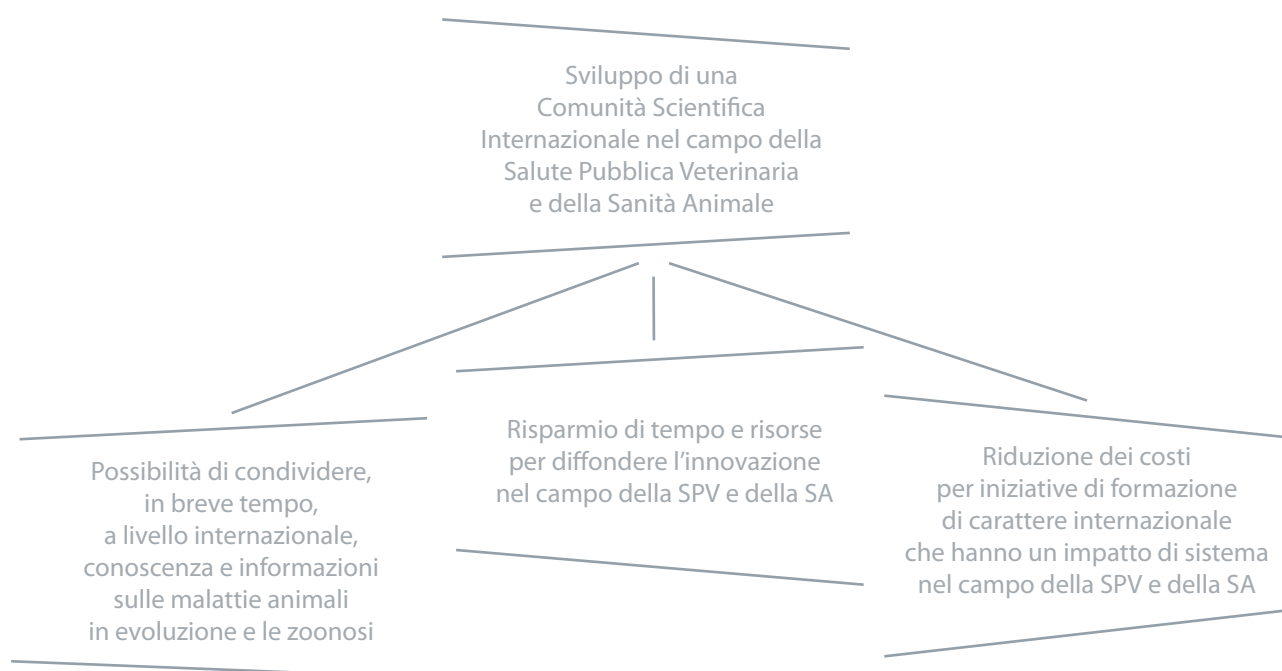 Sviluppo di una
Comunità Scientifica
Internazionale nel campo della
Salute Pubblica Veterinaria
e della Sanità Animale
Possibilità di condividere,
in breve tempo,
a livello internazionale,
conoscenza e informazioni
sulle malattie animali
in evoluzione e le zoonosi
Risparmio di tempo e risorse
per diffondere l'innovazione
nel campo della SPV e della SA
Riduzione dei costi
per iniziative di formazione
di carattere internazionale
che hanno un impatto di sistema
nel campo della SPV e della SA